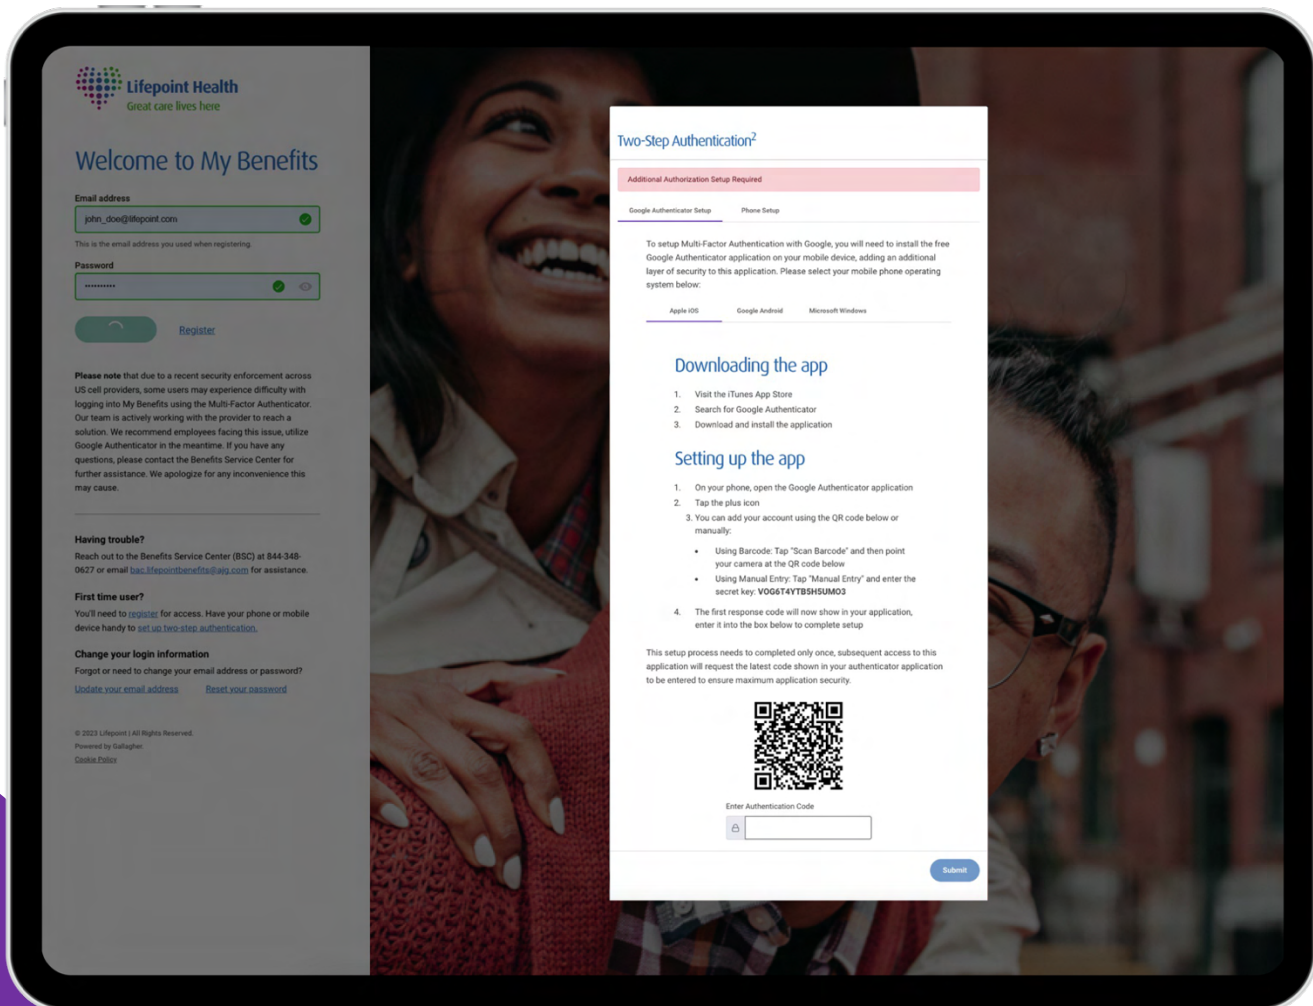 Lifepoint Health
Great care lives here
Welcome to My Benefits
Email address
john_doe@lifepoint.com
This is the email address you used when registering.
Password
••••••••••
Register
Please note that due to a recent security enforcement across
US cell providers, some users may experience difficulty with
logging into My Benefits using the Multi-Factor Authenticator.
Our team is actively working with the provider to reach a
solution. We recommend employees facing this issue, utilize
Google Authenticator in the meantime. If you have any
questions, please contact the Benefits Service Center for
further assistance. We apologize for any inconvenience this
may cause.
Having trouble?
Reach out to the Benefits Service Center (BSC) at 844-348-
0627 or email bac.lifepointbenefits@ajg.com for assistance.
First time user?
You'll need to register for access. Have your phone or mobile
device handy to set up two-step authentication.
Change your login information
Forgot or need to change your email address or password?
Update your email address Reset your password
© 2023 Lifepoint | All Rights Reserved.
Powered by Gallagher.
Cookie Policy
Two-Step Authentication²
Additional Authorization Setup Required
Google Authenticator Setup Phone Setup
To setup Multi-Factor Authentication with Google, you will need to install the free
Google Authenticator application on your mobile device, adding an additional
layer of security to this application. Please select your mobile phone operating
system below:
Apple iOS Google Android Microsoft Windows
Downloading the app
1. Visit the iTunes App Store
2. Search for Google Authenticator
3. Download and install the application
Setting up the app
1. On your phone, open the Google Authenticator application
2. Tap the plus icon
3. You can add your account using the QR code below or
manually:
• Using Barcode: Tap "Scan Barcode" and then point
your camera at the QR code below
• Using Manual Entry: Tap "Manual Entry" and enter the
secret key: VOG6T4YTB5H5UMO3
4. The first response code will now show in your application,
enter it into the box below to complete setup
This setup process needs to completed only once, subsequent access to this
application will request the latest code shown in your authenticator application
to be entered to ensure maximum application security.
Enter Authentication Code
Submit